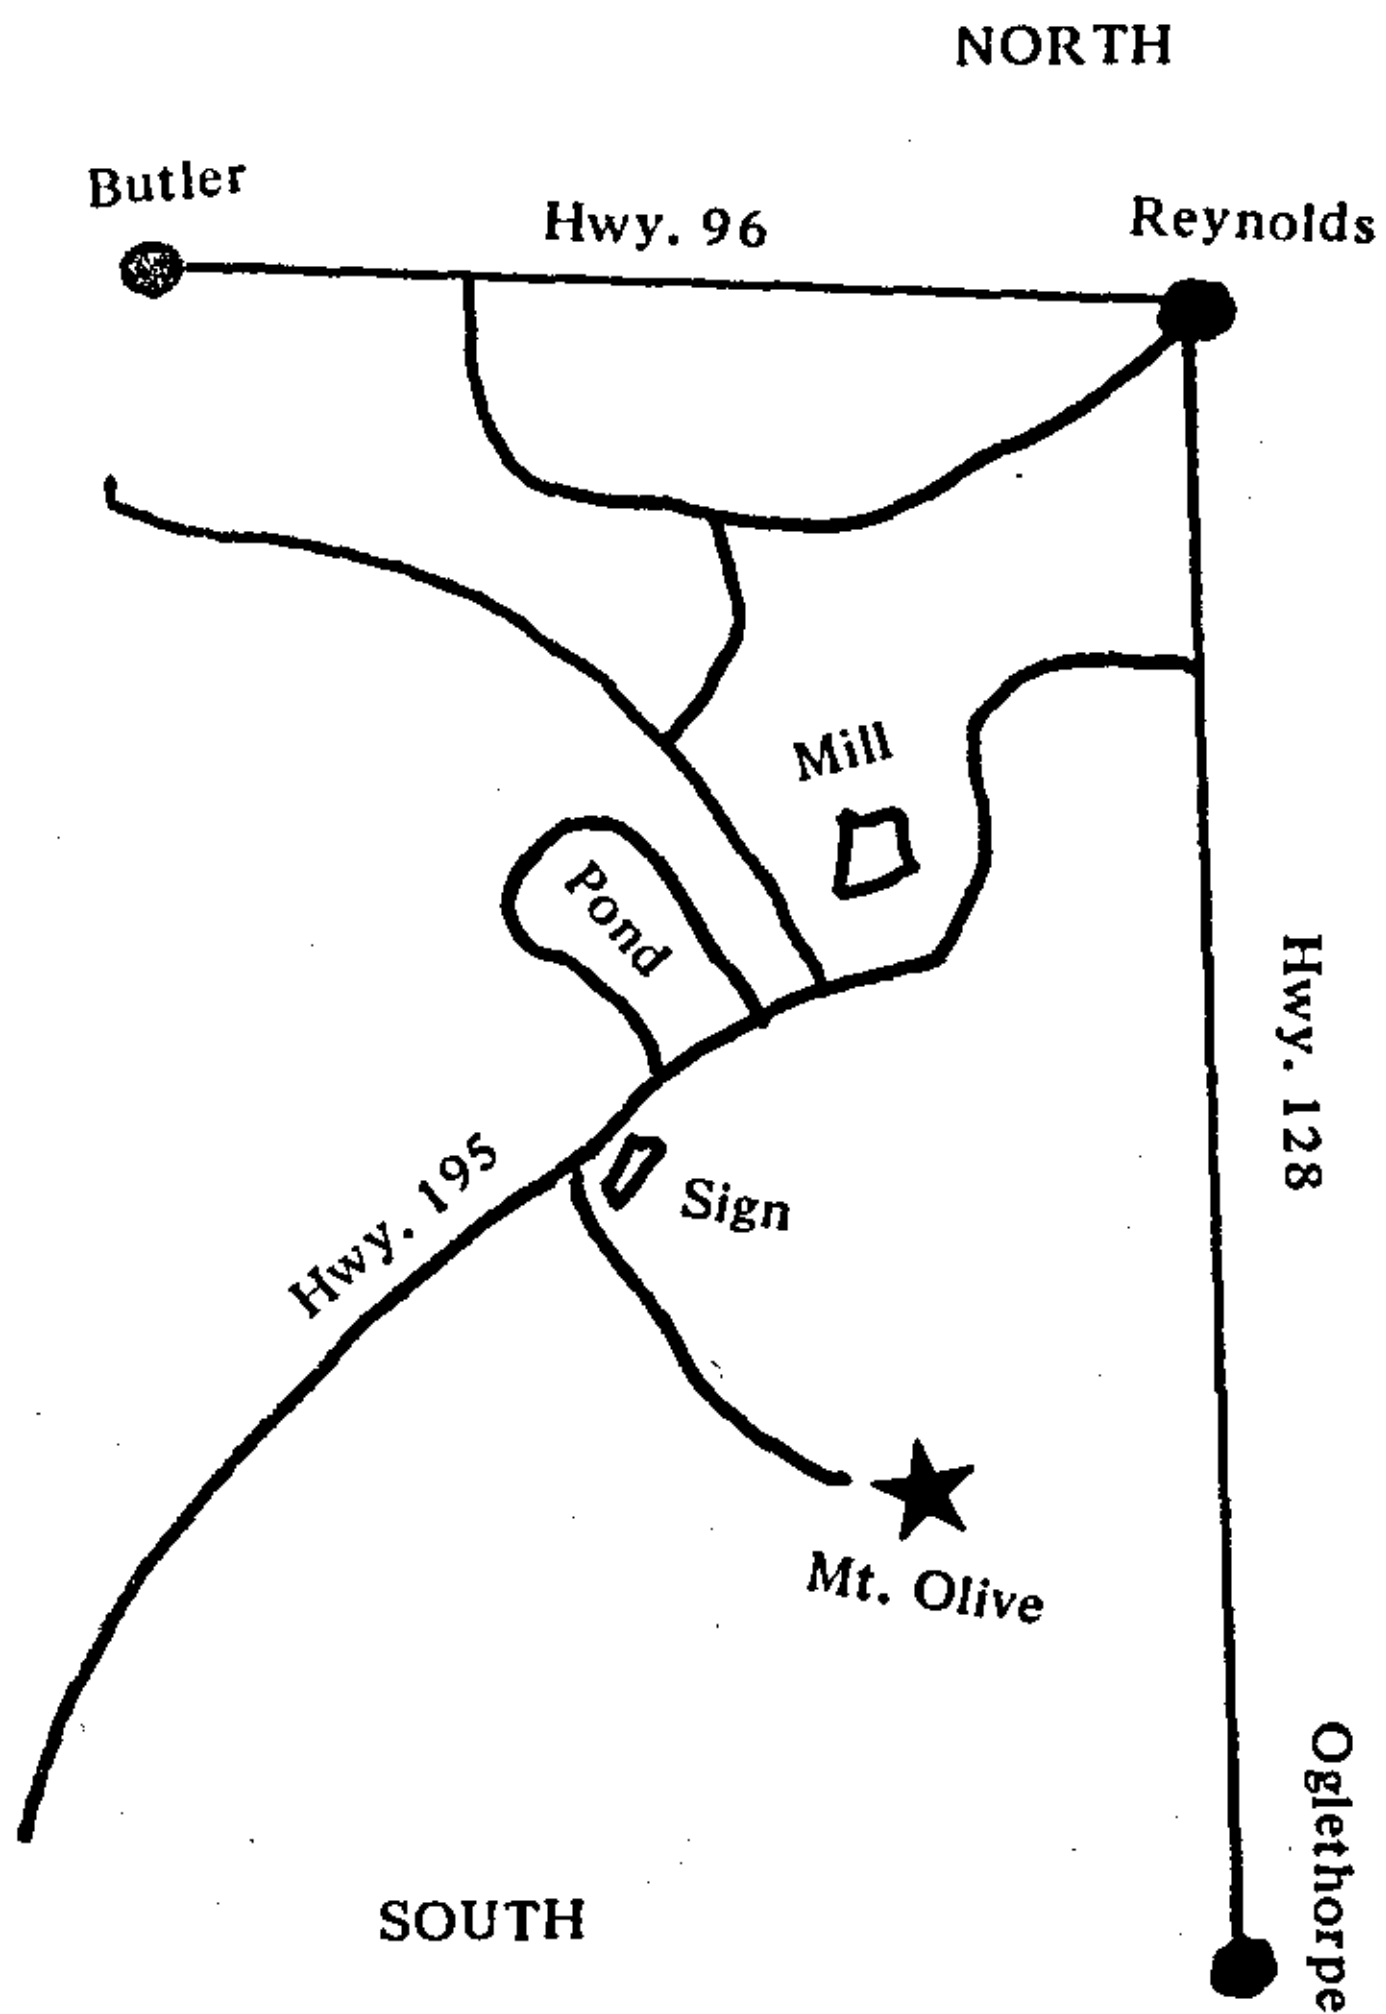 NORTH
Butler
Hwy. 96
Reynolds
Mill
Pond
Hwy. 128
Hwy. 195
Sign
Mt. Olive
Oglethorpe
SOUTH